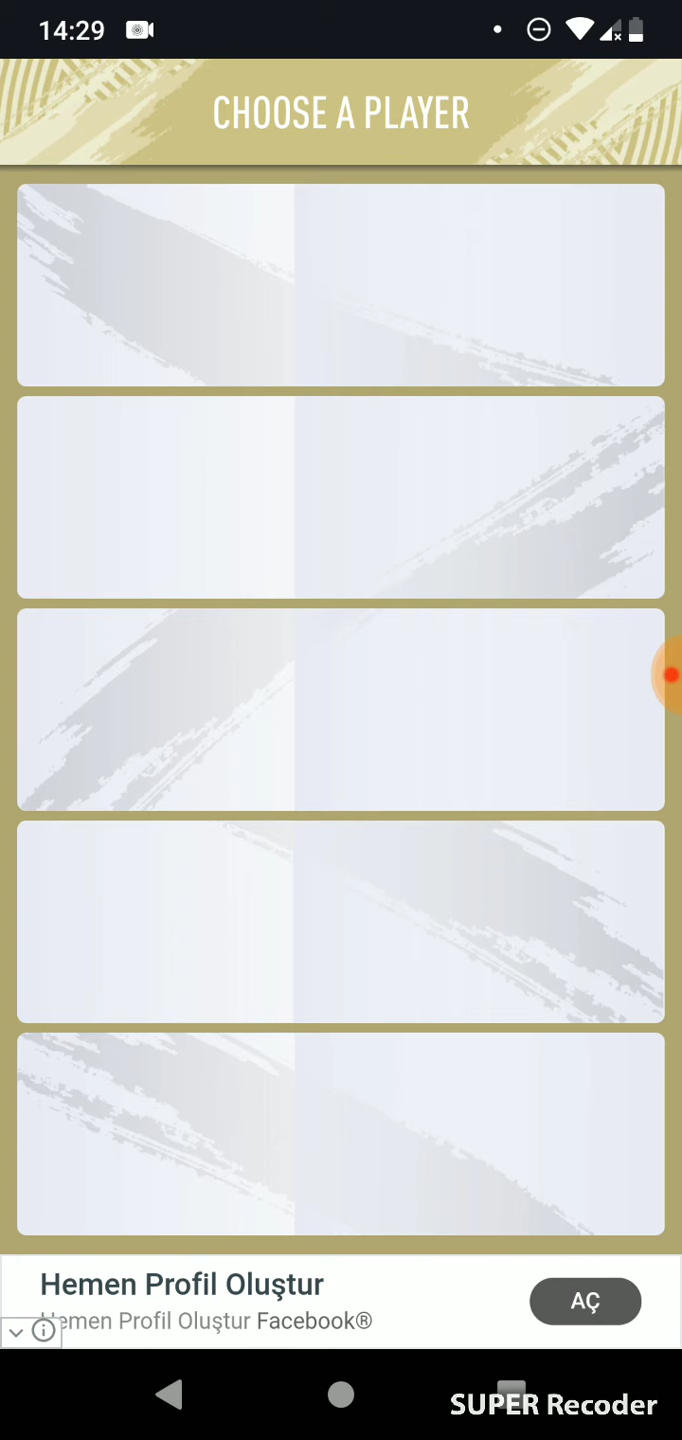 14:29
CHOOSE A PLAYER
Hemen Profil Oluştur
Hemen Profil Oluştur Facebook®
AÇ
SUPER Recoder